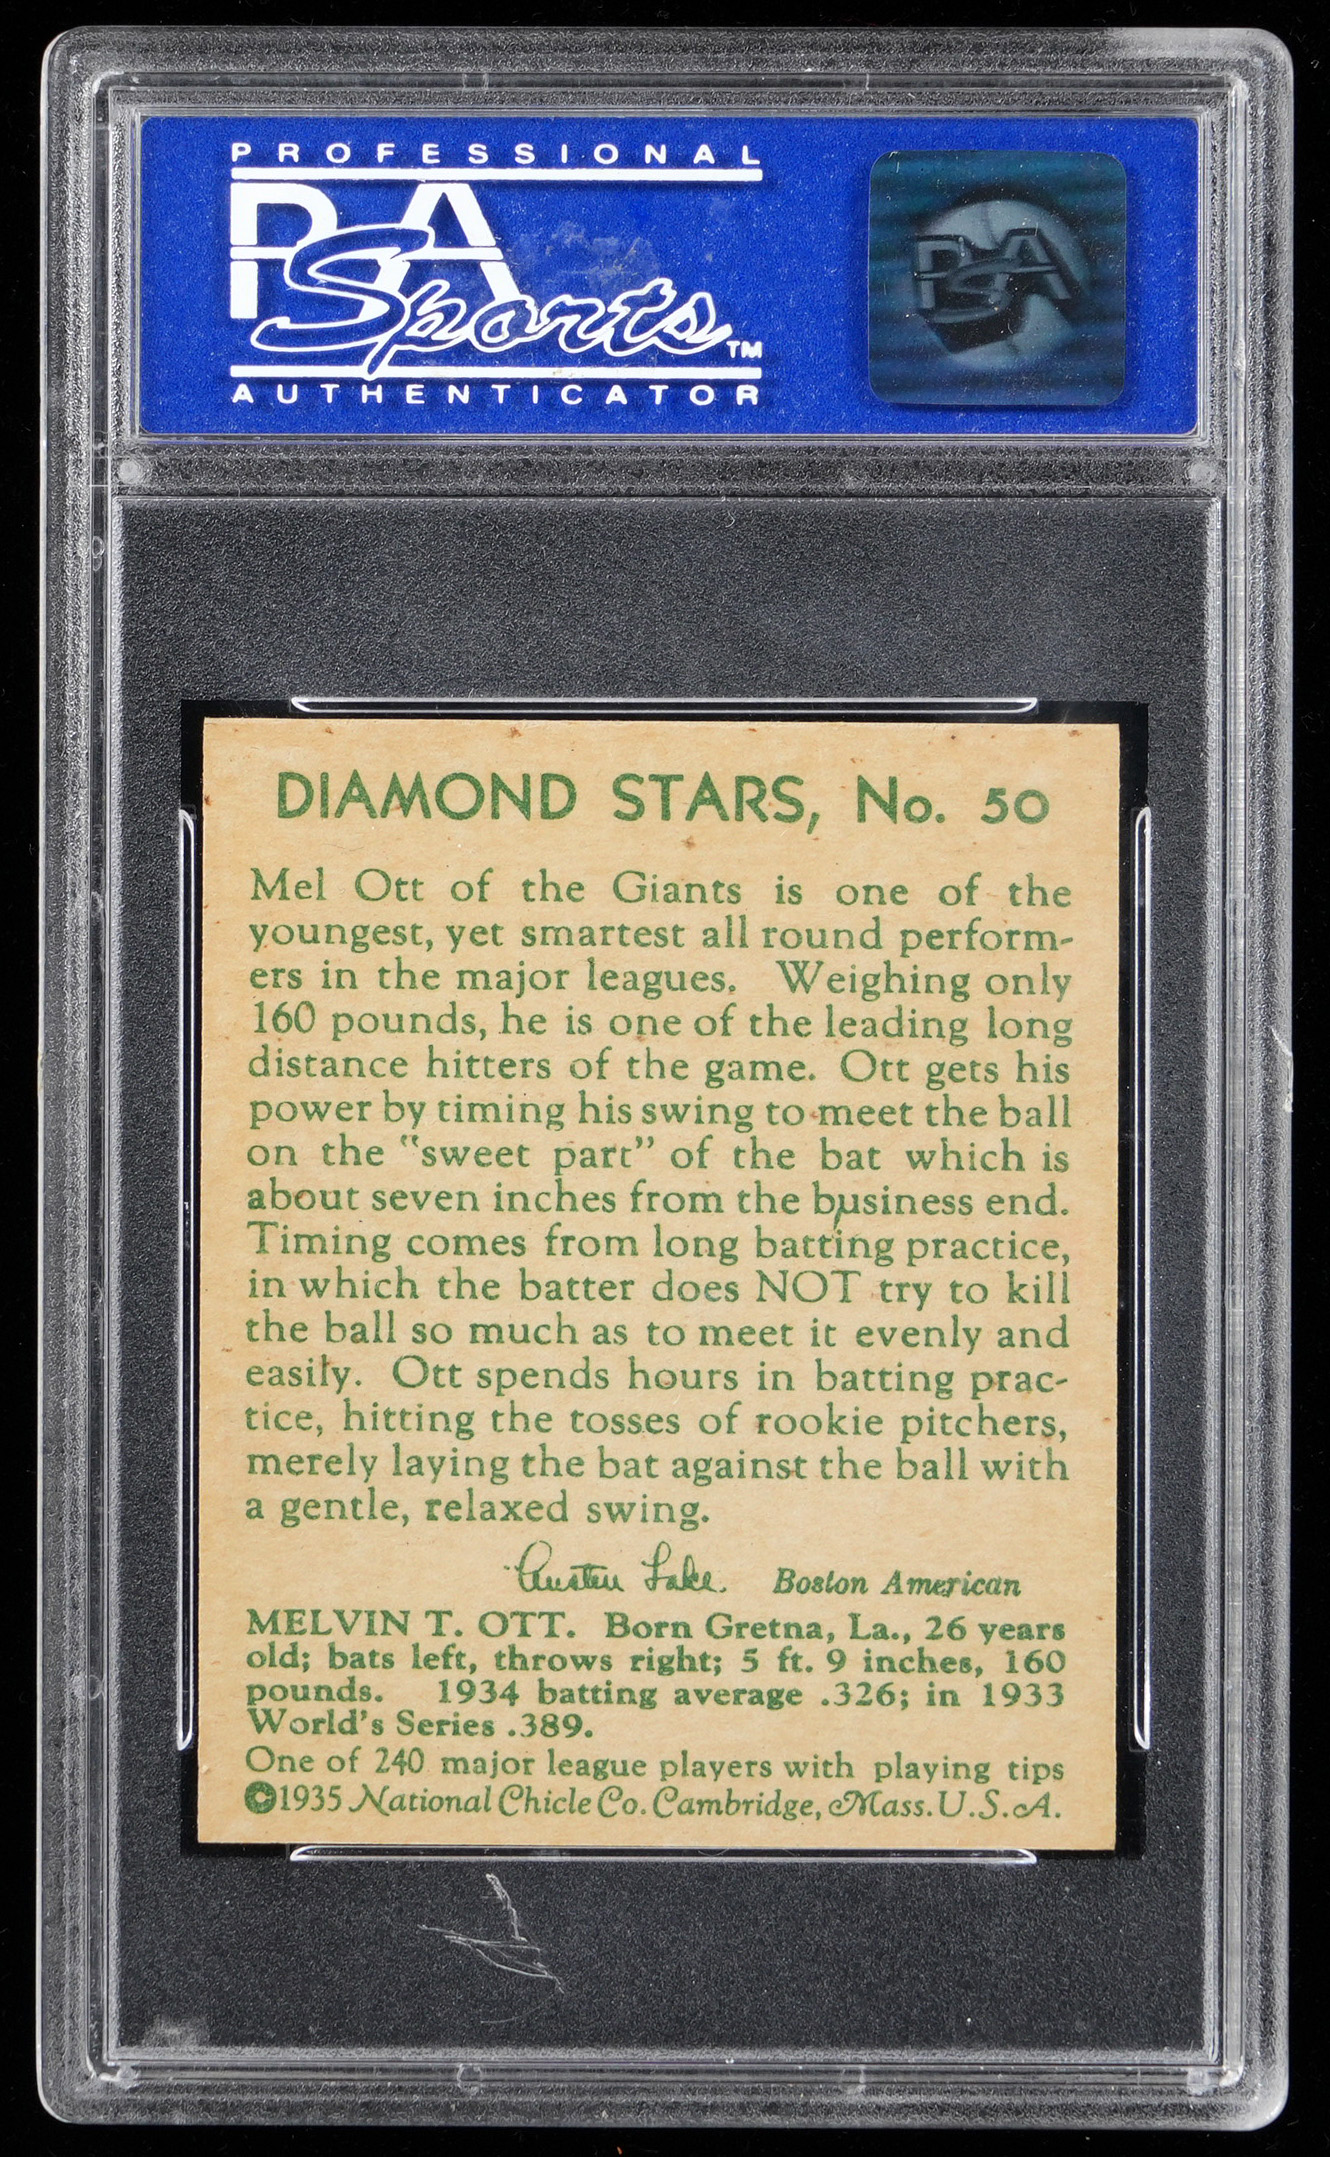 PROFESSIONAL
PSA
Sports™
AUTHENTICATOR
PSA
DIAMOND STARS, No. 50
Mel Ott of the Giants is one of the
youngest, yet smartest all round perform-
ers in the major leagues. Weighing only
160 pounds, he is one of the leading long
distance hitters of the game. Ott gets his
power by timing his swing to meet the ball
on the "sweet part" of the bat which is
about seven inches from the business end.
Timing comes from long batting practice,
in which the batter does NOT try to kill
the ball so much as to meet it evenly and
easily. Ott spends hours in batting prac-
tice, hitting the tosses of rookie pitchers,
merely laying the bat against the ball with
a gentle, relaxed swing.
Austen Lake. Boston American
MELVIN T. OTT. Born Gretna, La., 26 years
old; bats left, throws right; 5 ft. 9 inches, 160
pounds. 1934 batting average .326; in 1933
World's Series .389.
One of 240 major league players with playing tips
©1935 National Chicle Co. Cambridge, Mass. U.S.A.